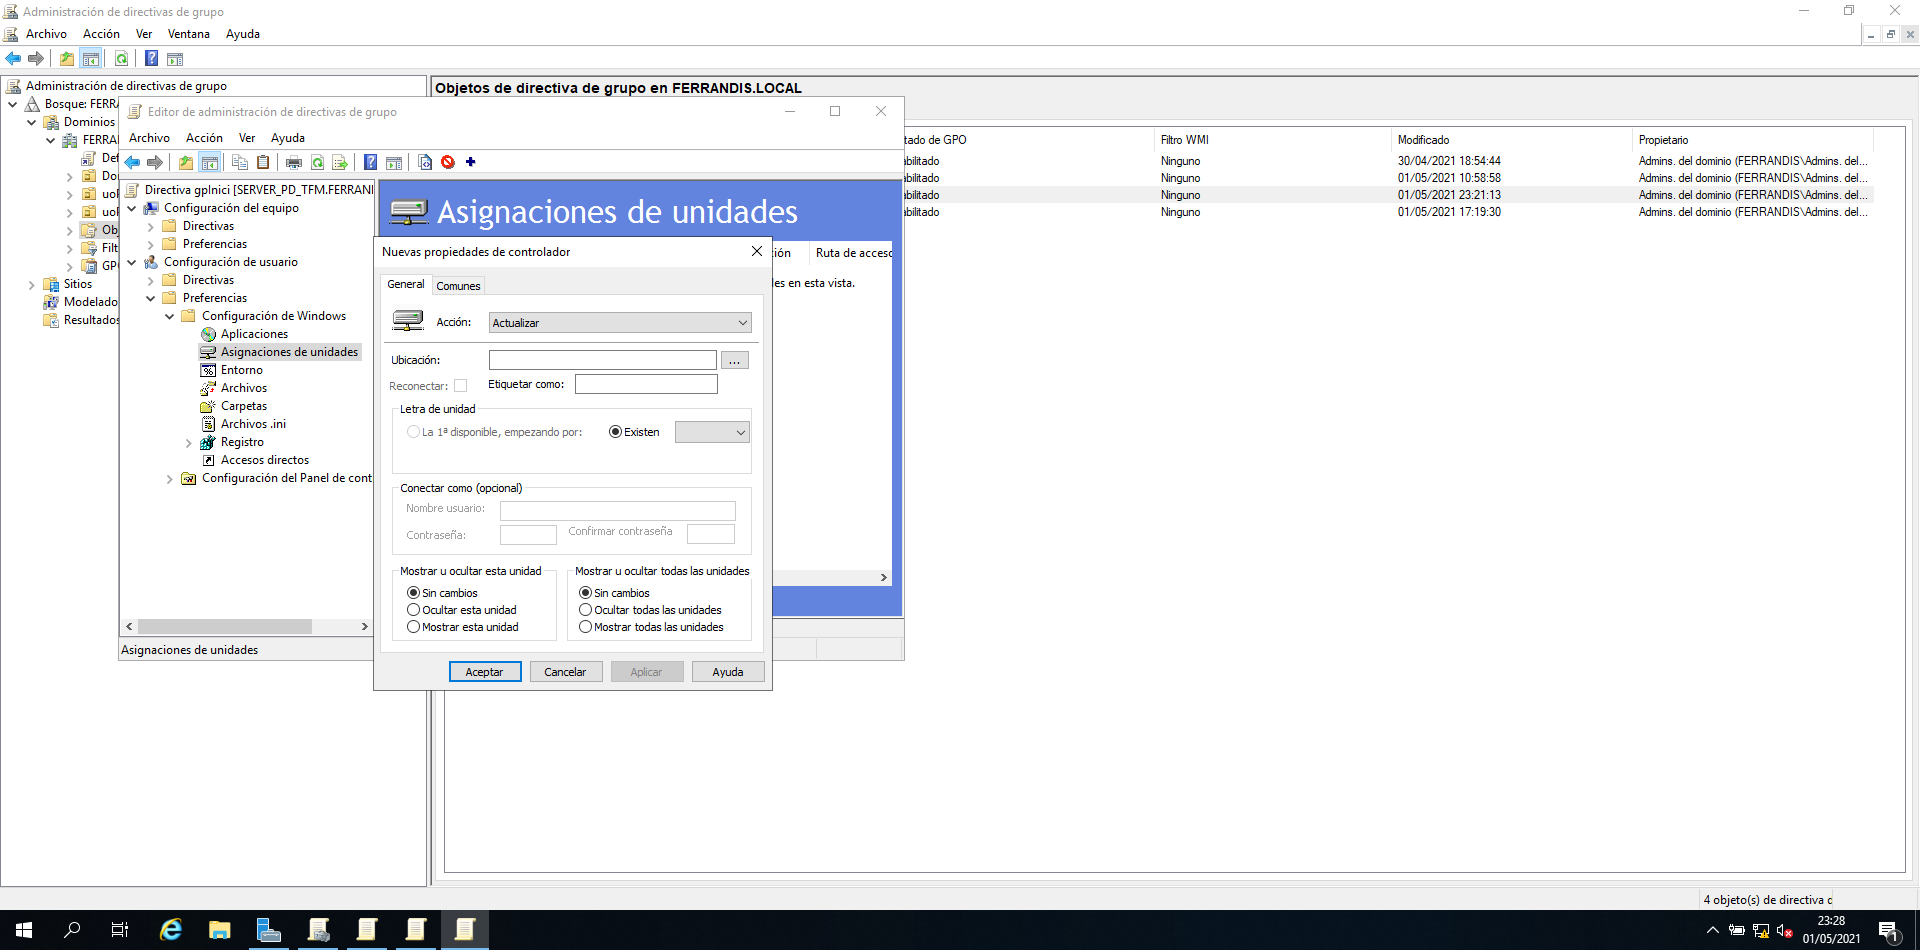 Administración de directivas de grupo
Archivo Acción Ver Ventana Ayuda
Administración de directivas de grupo
Bosque: FERRA
Dominios
FERRA
Def
Do
uoF
uoF
Ob
Filt
GP
Sitios
Modelado
Resultados
Objetos de directiva de grupo en FERRANDIS.LOCAL
tado de GPO Filtro WMI Modificado Propietario
abilitado Ninguno 30/04/2021 18:54:44 Admins. del dominio (FERRANDIS\Admins. del...
abilitado Ninguno 01/05/2021 10:58:58 Admins. del dominio (FERRANDIS\Admins. del...
abilitado Ninguno 01/05/2021 23:21:13 Admins. del dominio (FERRANDIS\Admins. del...
abilitado Ninguno 01/05/2021 17:19:30 Admins. del dominio (FERRANDIS\Admins. del...
Editor de administración de directivas de grupo
Archivo Acción Ver Ayuda
Directiva gpInici [SERVER_PD_TFM.FERRANI
Configuración del equipo
Directivas
Preferencias
Configuración de usuario
Directivas
Preferencias
Configuración de Windows
Aplicaciones
Asignaciones de unidades
Entorno
Archivos
Carpetas
Archivos .ini
Registro
Accesos directos
Configuración del Panel de cont
Asignaciones de unidades
Asignaciones de unidades
ión Ruta de acceso
les en esta vista.
Nuevas propiedades de controlador
General Comunes
Acción: Actualizar
Ubicación: ...
Reconectar: Etiquetar como:
Letra de unidad
La 1ª disponible, empezando por: Existen
Conectar como (opcional)
Nombre usuario:
Contraseña: Confirmar contraseña
Mostrar u ocultar esta unidad Mostrar u ocultar todas las unidades
Sin cambios Sin cambios
Ocultar esta unidad Ocultar todas las unidades
Mostrar esta unidad Mostrar todas las unidades
Aceptar Cancelar Aplicar Ayuda
4 objeto(s) de directiva d
23:28
01/05/2021
1